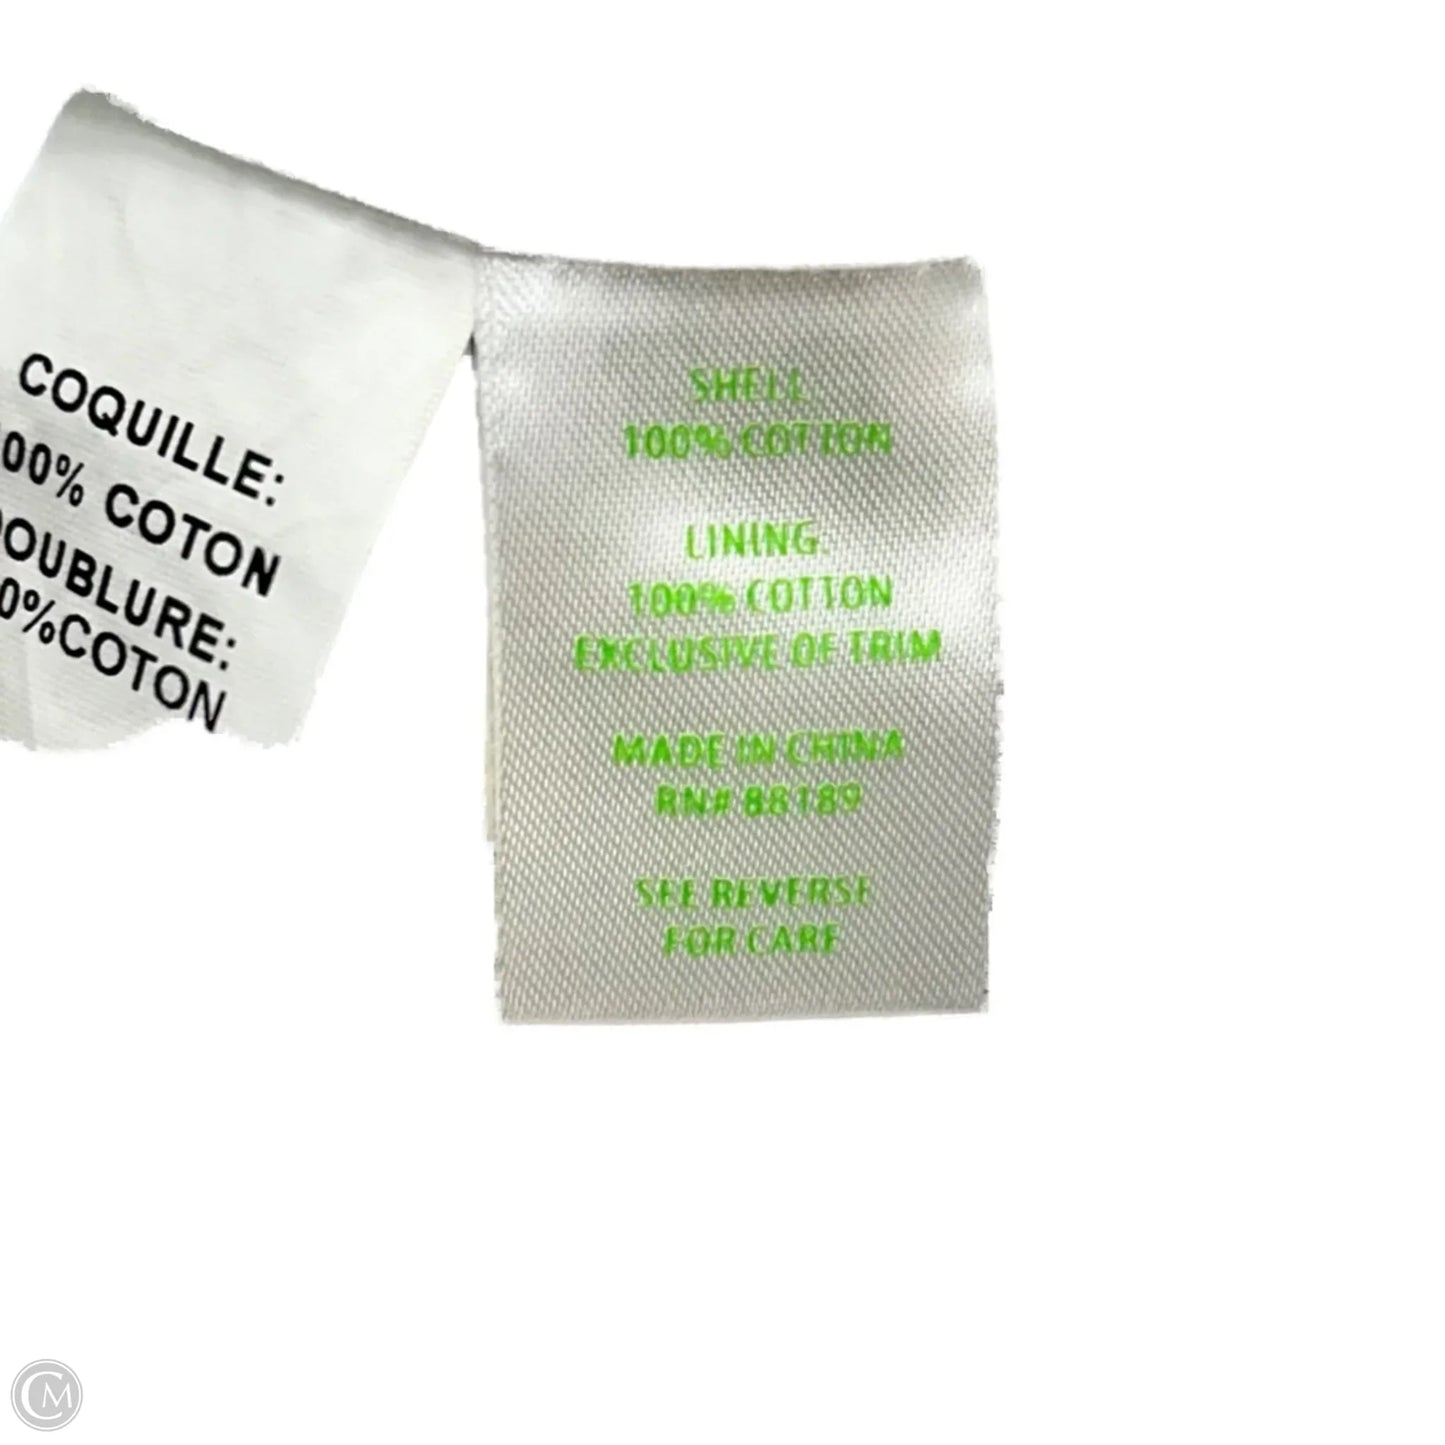 COQUILLE:
00% COTON
OUBLURE:
0%COTON
SHELL
100% COTTON
LINING:
100% COTTON
EXCLUSIVE OF TRIM
MADE IN CHINA
RN# 88189
SEE REVERSE
FOR CARE
CM